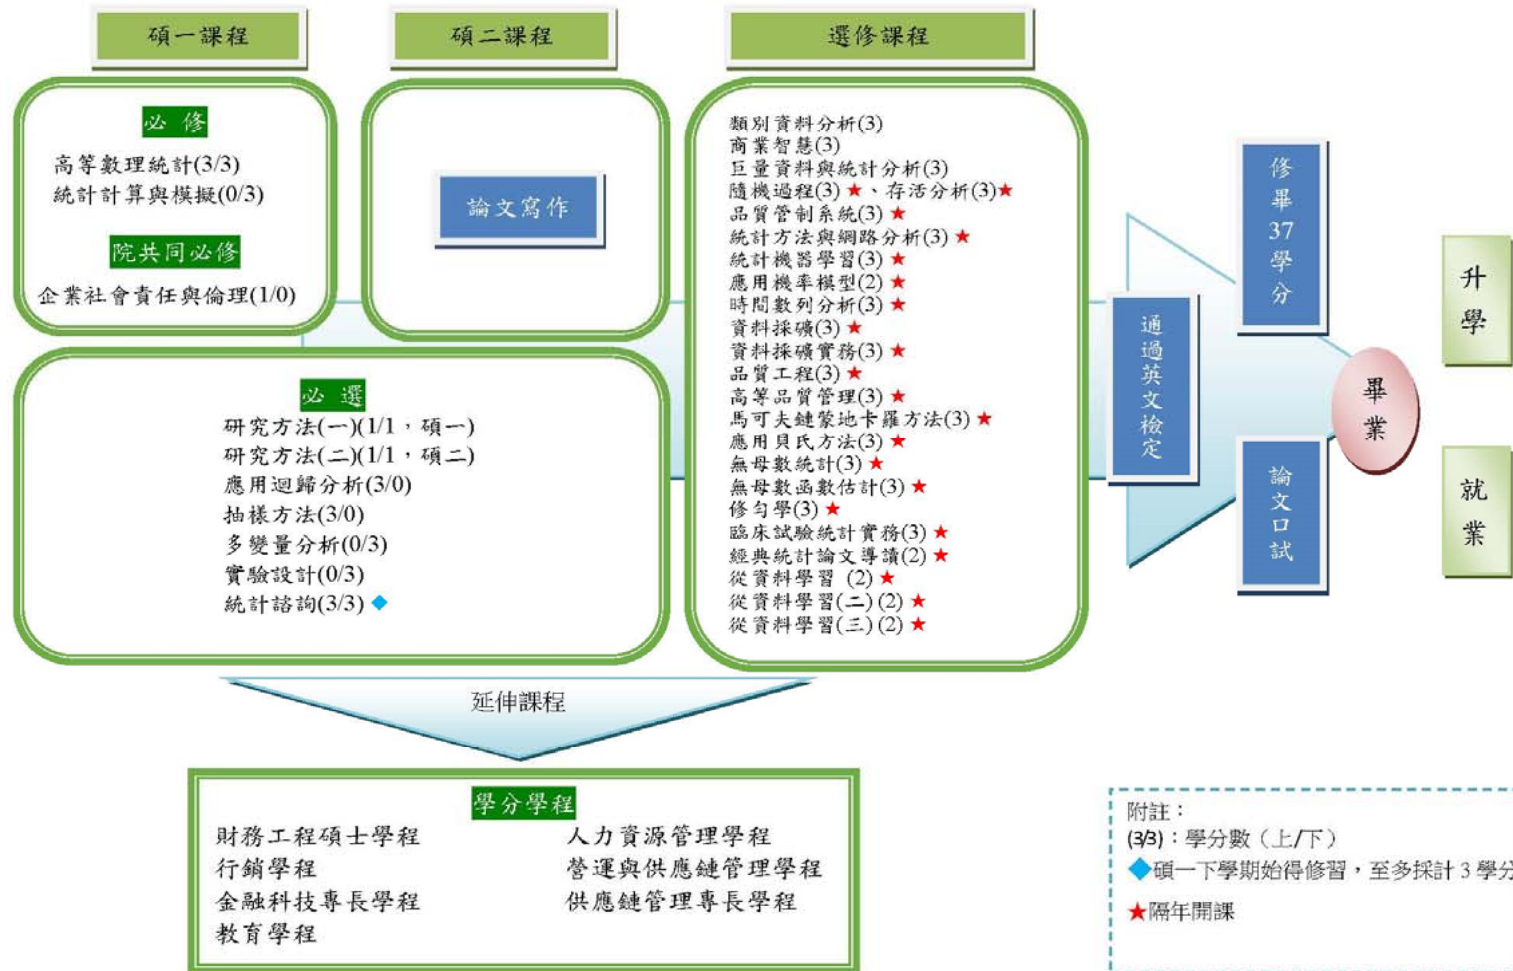 碩一課程
碩二課程
選修課程
必 修
高等數理統計(3/3)
統計計算與模擬(0/3)
院共同必修
企業社會責任與倫理(1/0)
論文寫作
必 選
研究方法(一)(1/1，碩一)
研究方法(二)(1/1，碩二)
應用迴歸分析(3/0)
抽樣方法(3/0)
多變量分析(0/3)
實驗設計(0/3)
統計諮詢(3/3) ◆
類別資料分析(3)
商業智慧(3)
巨量資料與統計分析(3)
隨機過程(3) ★、存活分析(3)★
品質管制系統(3) ★
統計方法與網路分析(3) ★
統計機器學習(3) ★
應用機率模型(2) ★
時間數列分析(3) ★
資料採礦(3) ★
資料採礦實務(3) ★
品質工程(3) ★
高等品質管理(3) ★
馬可夫鏈蒙地卡羅方法(3) ★
應用貝氏方法(3) ★
無母數統計(3) ★
無母數函數估計(3) ★
修勻學(3) ★
臨床試驗統計實務(3) ★
經典統計論文導讀(2) ★
從資料學習 (2) ★
從資料學習(二)(2) ★
從資料學習(三)(2) ★
通過英文檢定
修畢37學分
論文口試
畢業
升學
就業
延伸課程
學分學程
財務工程碩士學程
行銷學程
金融科技專長學程
教育學程
人力資源管理學程
營運與供應鏈管理學程
供應鏈管理專長學程
附註：
(3/3)：學分數（上/下）
◆碩一下學期始得修習，至多採計 3 學分
★隔年開課